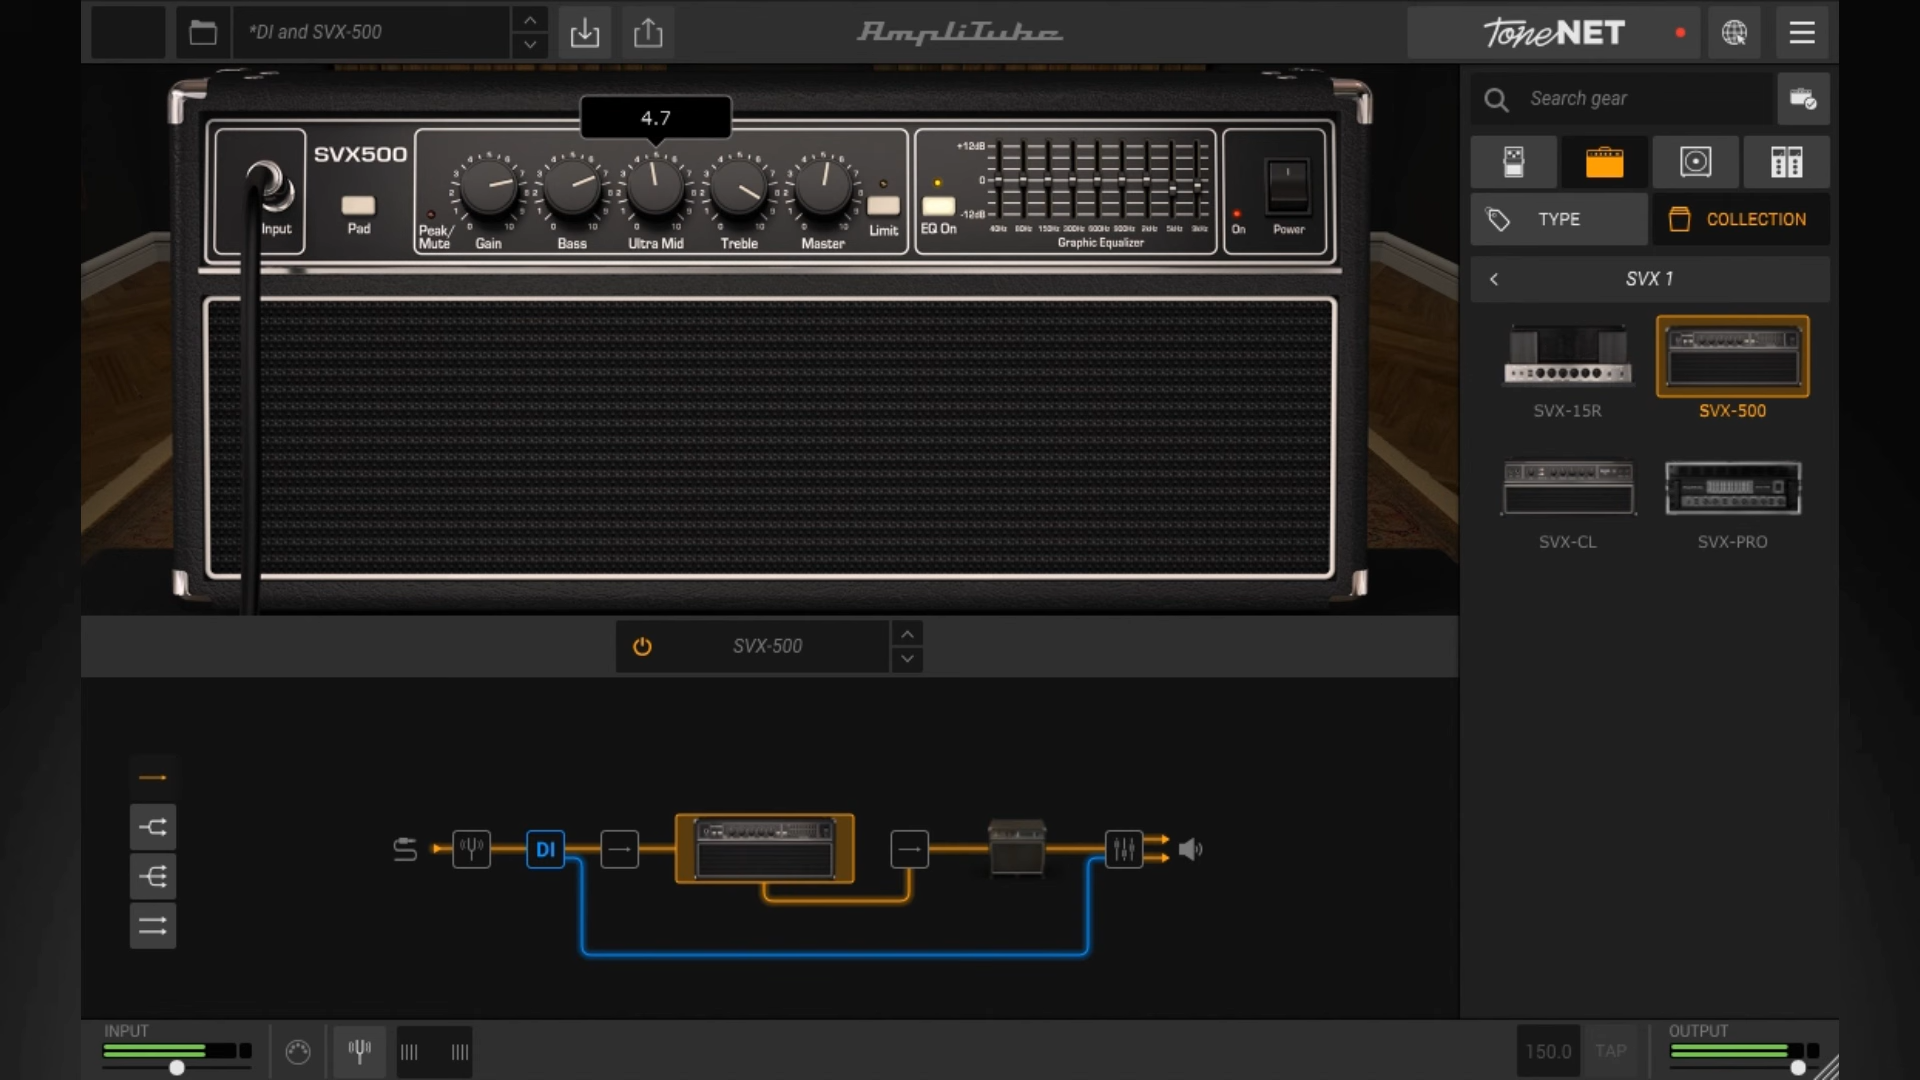 *DI and SVX-500
AmpliTube
ToneNET
Search gear
TYPE
COLLECTION
SVX 1
SVX-15R
SVX-500
SVX-CL
SVX-PRO
4.7
SVX500
Input
Pad
Peak/
Mute
Gain
Bass
Ultra Mid
Treble
Master
Limit
EQ On
+12dB
0
-12dB
Graphic Equalizer
On
Power
SVX-500
DI
INPUT
150.0
TAP
OUTPUT